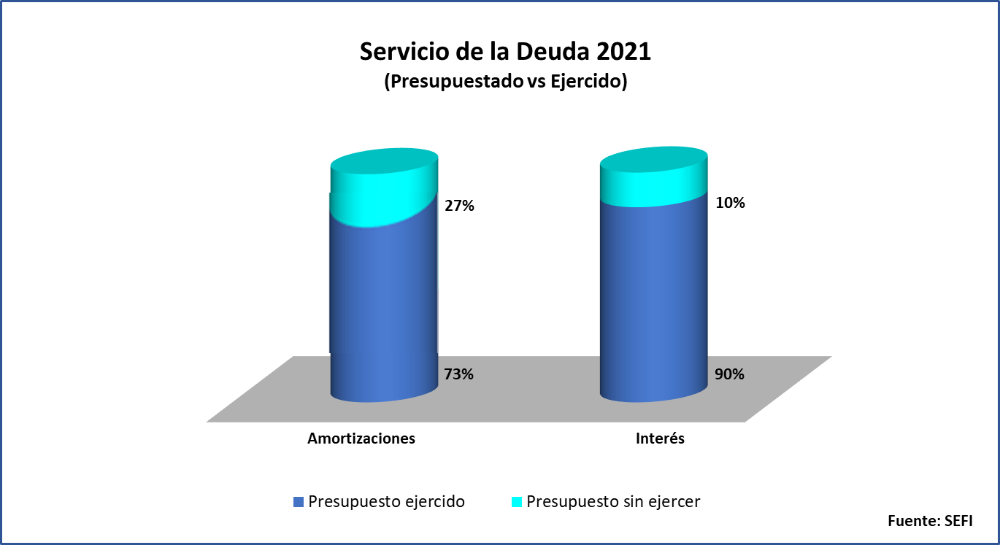 Servicio de la Deuda 2021
(Presupuestado vs Ejercido)
27%
10%
73%
90%
Amortizaciones
Interés
Presupuesto ejercido
Presupuesto sin ejercer
Fuente: SEFI